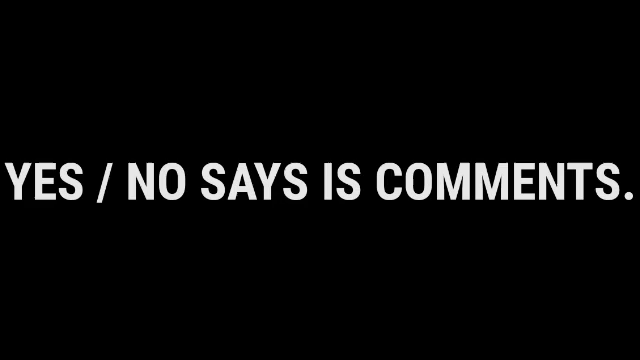 YES / NO SAYS IS COMMENTS.